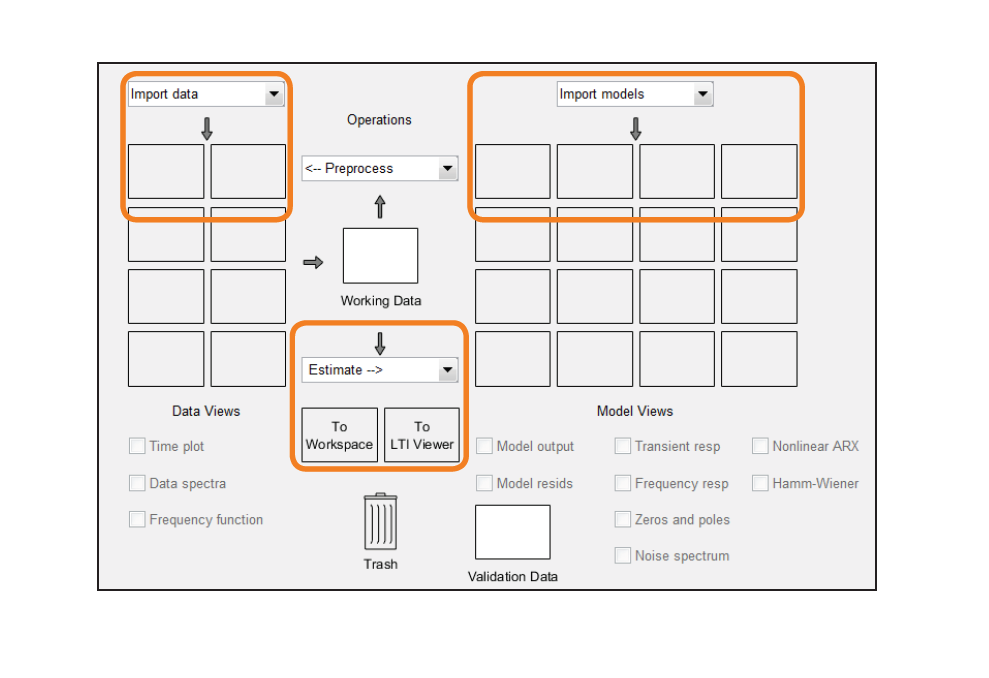 Import data
Import models
Operations
<-- Preprocess
Working Data
Estimate -->
Data Views
To
Workspace
To
LTI Viewer
Model Views
Time plot
Data spectra
Frequency function
Model output
Model resids
Transient resp
Frequency resp
Zeros and poles
Noise spectrum
Nonlinear ARX
Hamm-Wiener
Trash
Validation Data